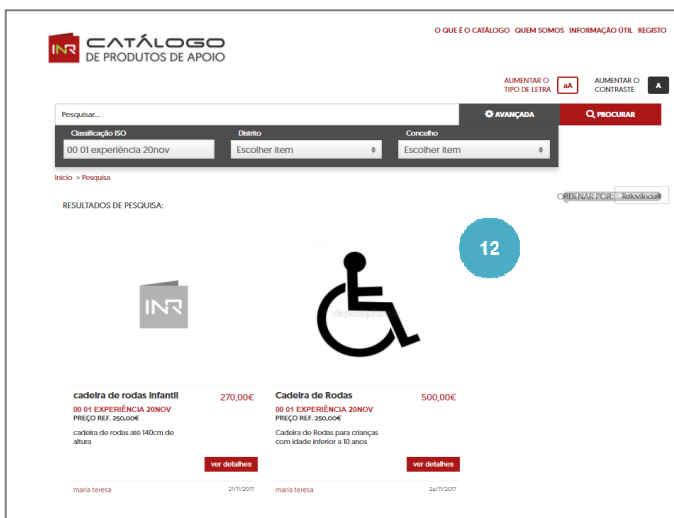 O QUE É O CATÁLOGO QUEM SOMOS INFORMAÇÃO ÚTIL REGISTO
INR CATÁLOGO
DE PRODUTOS DE APOIO
AUMENTAR O
TIPO DE LETRA
aA
AUMENTAR O
CONTRASTE
A
Pesquisar...
AVANÇADA
PROCURAR
Classificação ISO
Distrito
Concelho
00 01 experiência 20nov
Escolher item
Escolher item
Início > Pesquisa
ORDENAR POR: Relevância
RESULTADOS DE PESQUISA:
12
INR
cadeira de rodas infantil 270,00€
00 01 EXPERIÊNCIA 20NOV
PREÇO REF. 250,00€
cadeira de rodas até 140cm de
altura
ver detalhes
maria teresa 21/11/2017
Cadeira de Rodas 500,00€
00 01 EXPERIÊNCIA 20NOV
PREÇO REF. 250,00€
Cadeira de Rodas para crianças
com idade inferior a 10 anos
ver detalhes
maria teresa 24/11/2017